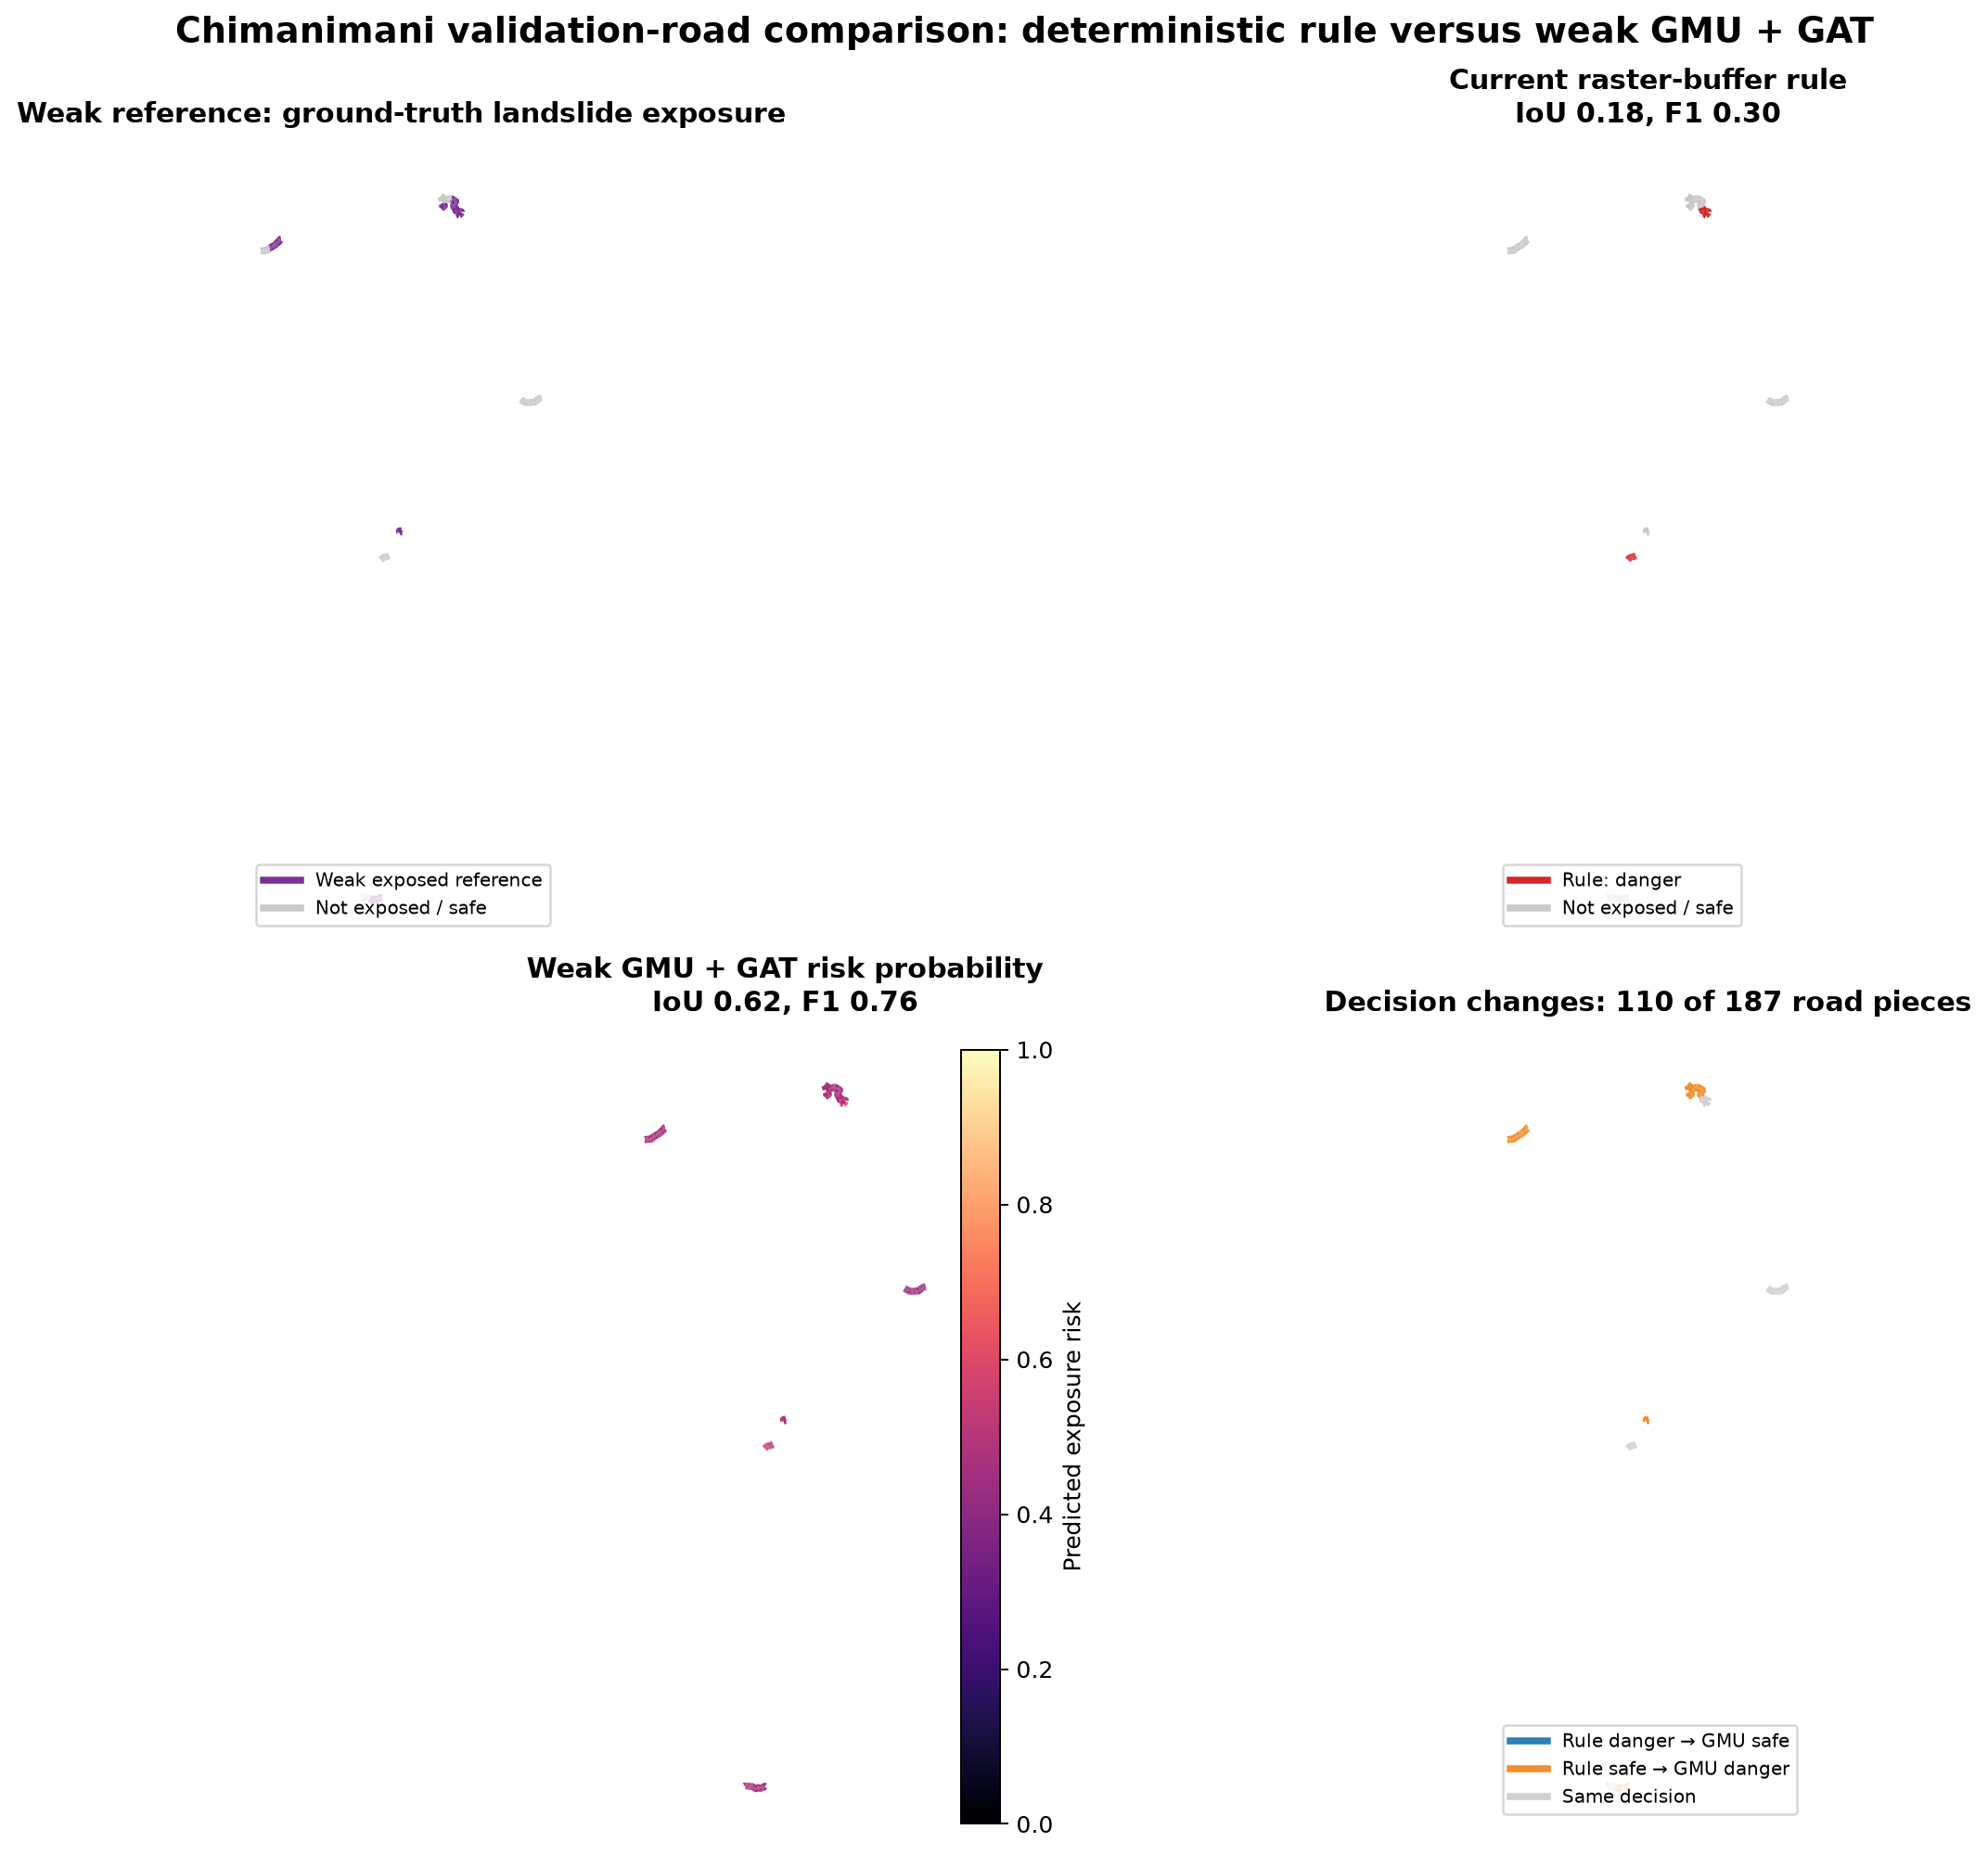 Chimanimani validation-road comparison: deterministic rule versus weak GMU + GAT
Weak reference: ground-truth landslide exposure
Current raster-buffer rule
IoU 0.18, F1 0.30
Weak exposed reference
Not exposed / safe
Rule: danger
Not exposed / safe
Weak GMU + GAT risk probability
IoU 0.62, F1 0.76
1.0
0.8
0.6
0.4
0.2
0.0
Predicted exposure risk
Decision changes: 110 of 187 road pieces
Rule danger → GMU safe
Rule safe → GMU danger
Same decision